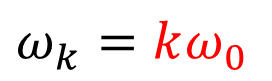 ωₖ = kω₀